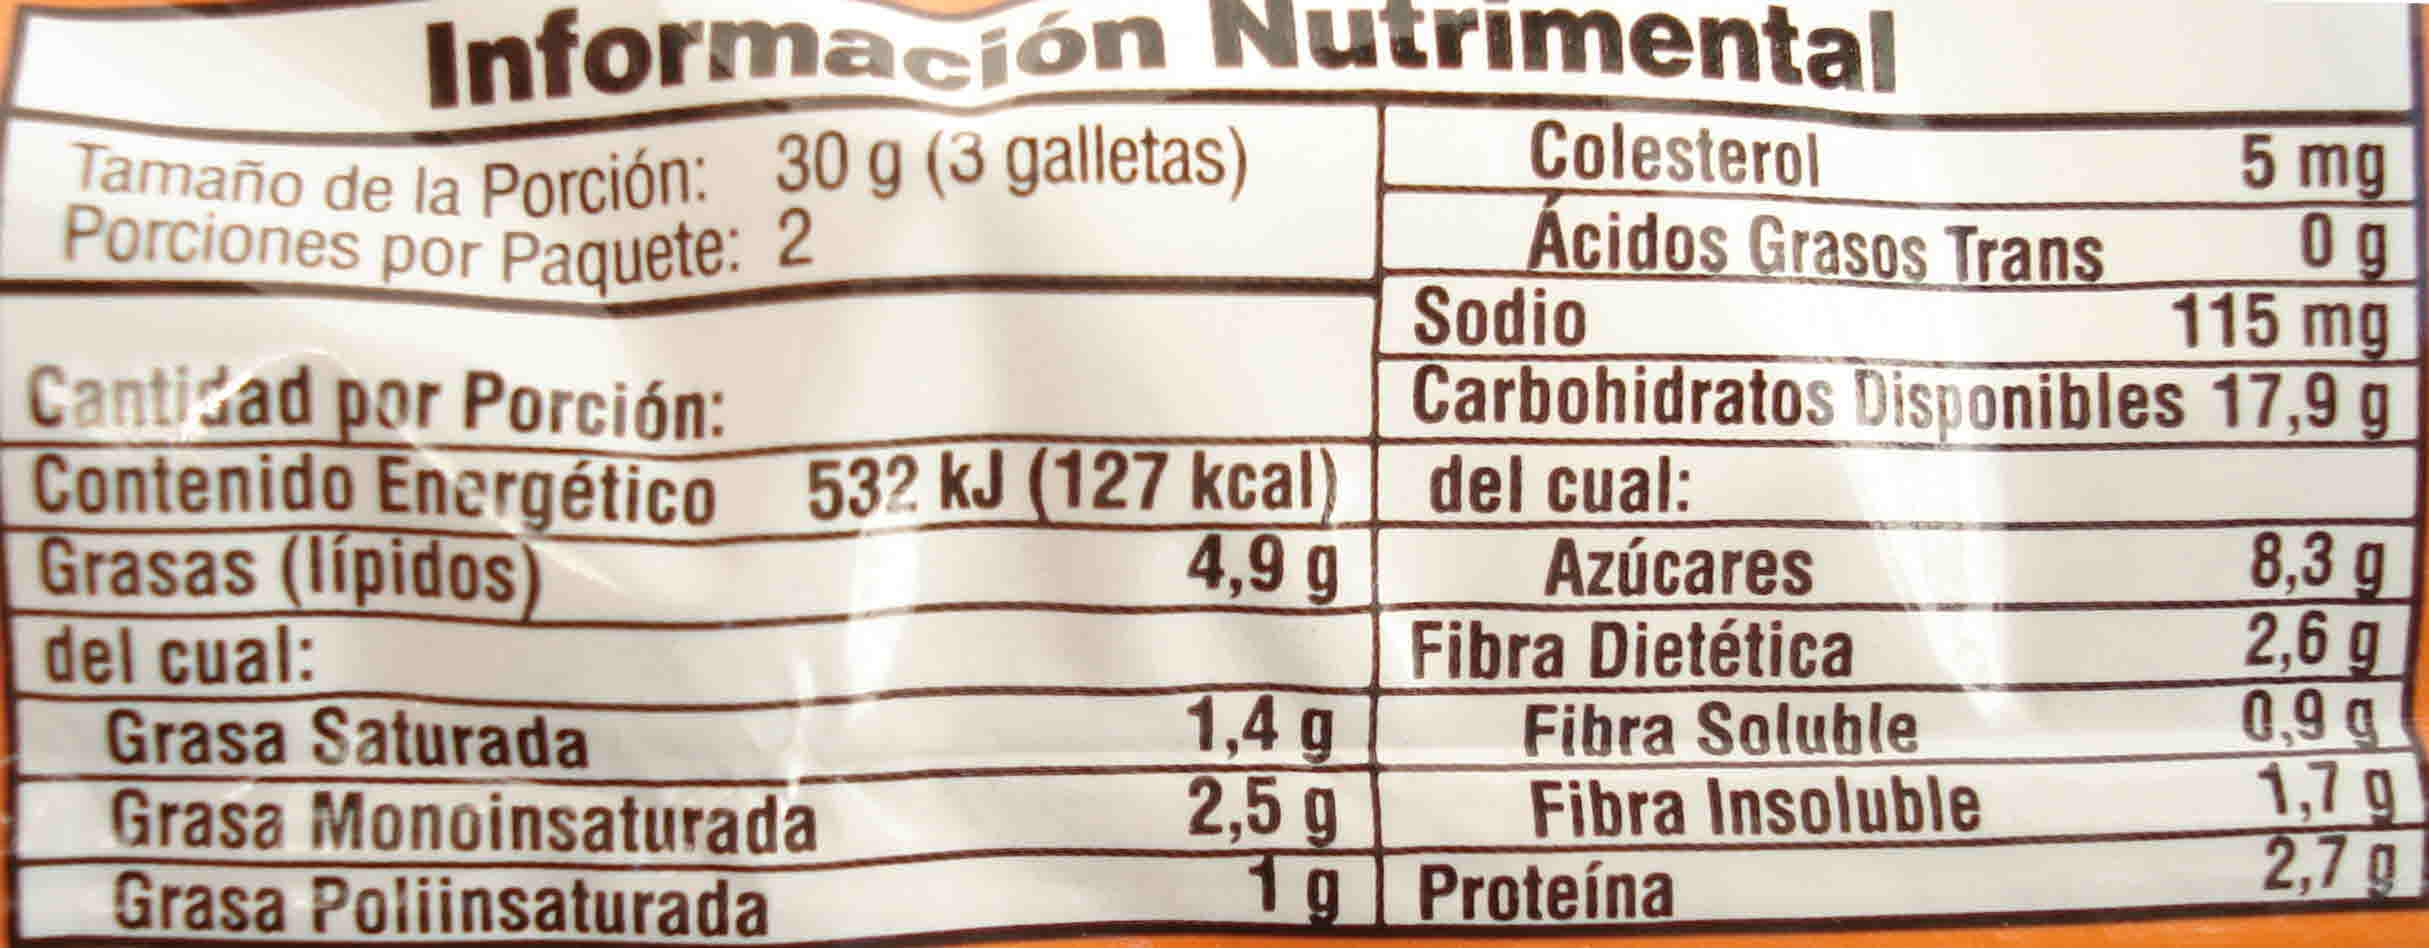 Información Nutrimental
Tamaño de la Porción: 30 g (3 galletas)
Porciones por Paquete: 2
Cantidad por Porción:
Contenido Energético 532 kJ (127 kcal)
Grasas (lípidos) 4,9 g
del cual:
Grasa Saturada 1,4 g
Grasa Monoinsaturada 2,5 g
Grasa Poliinsaturada 1 g
Colesterol 5 mg
Ácidos Grasos Trans 0 g
Sodio 115 mg
Carbohidratos Disponibles 17,9 g
del cual:
Azúcares 8,3 g
Fibra Dietética 2,6 g
Fibra Soluble 0,9 g
Fibra Insoluble 1,7 g
Proteína 2,7 g